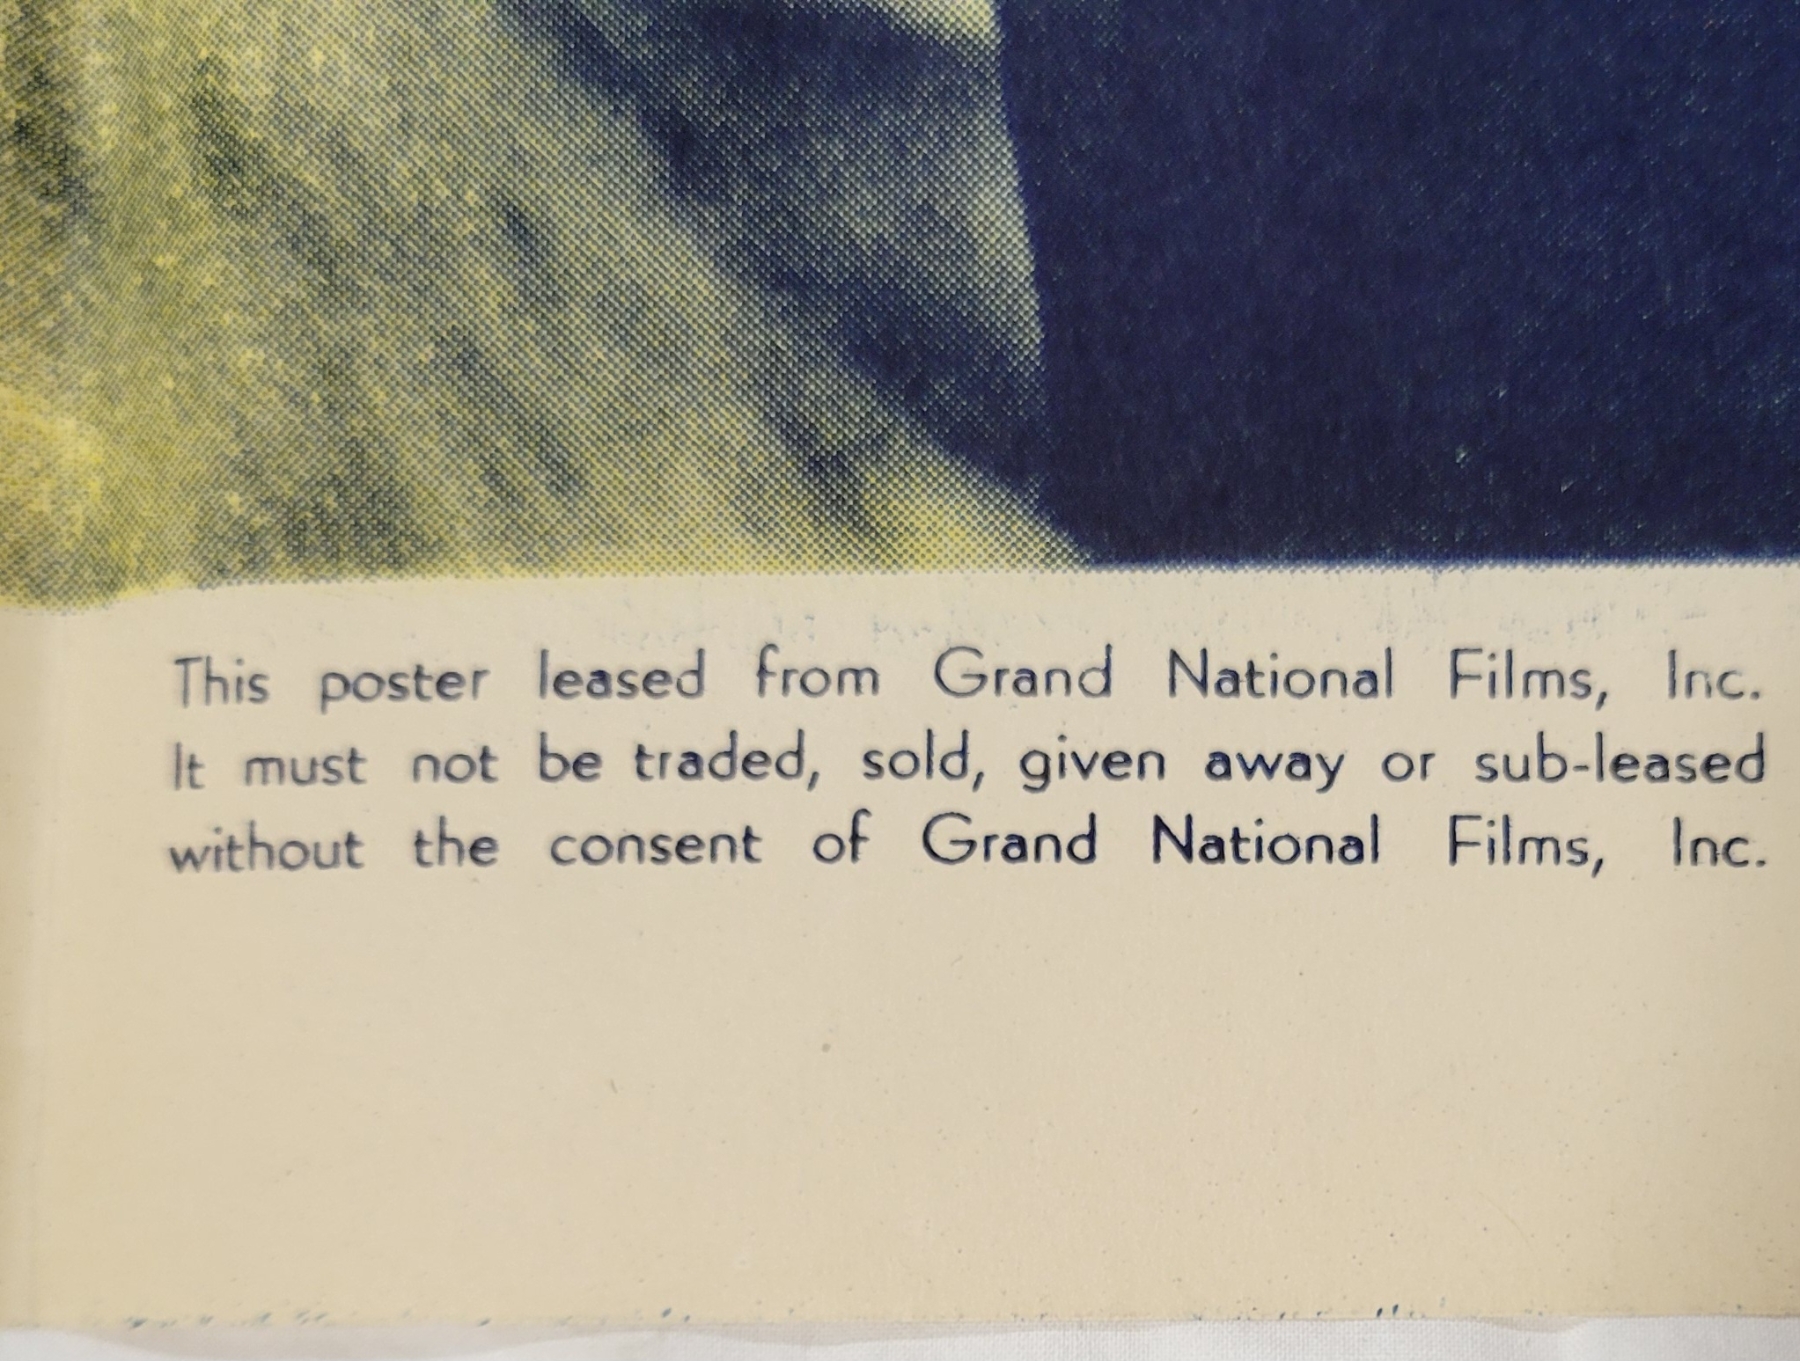 This poster leased from Grand National Films, Inc.
It must not be traded, sold, given away or sub-leased
without the consent of Grand National Films, Inc.